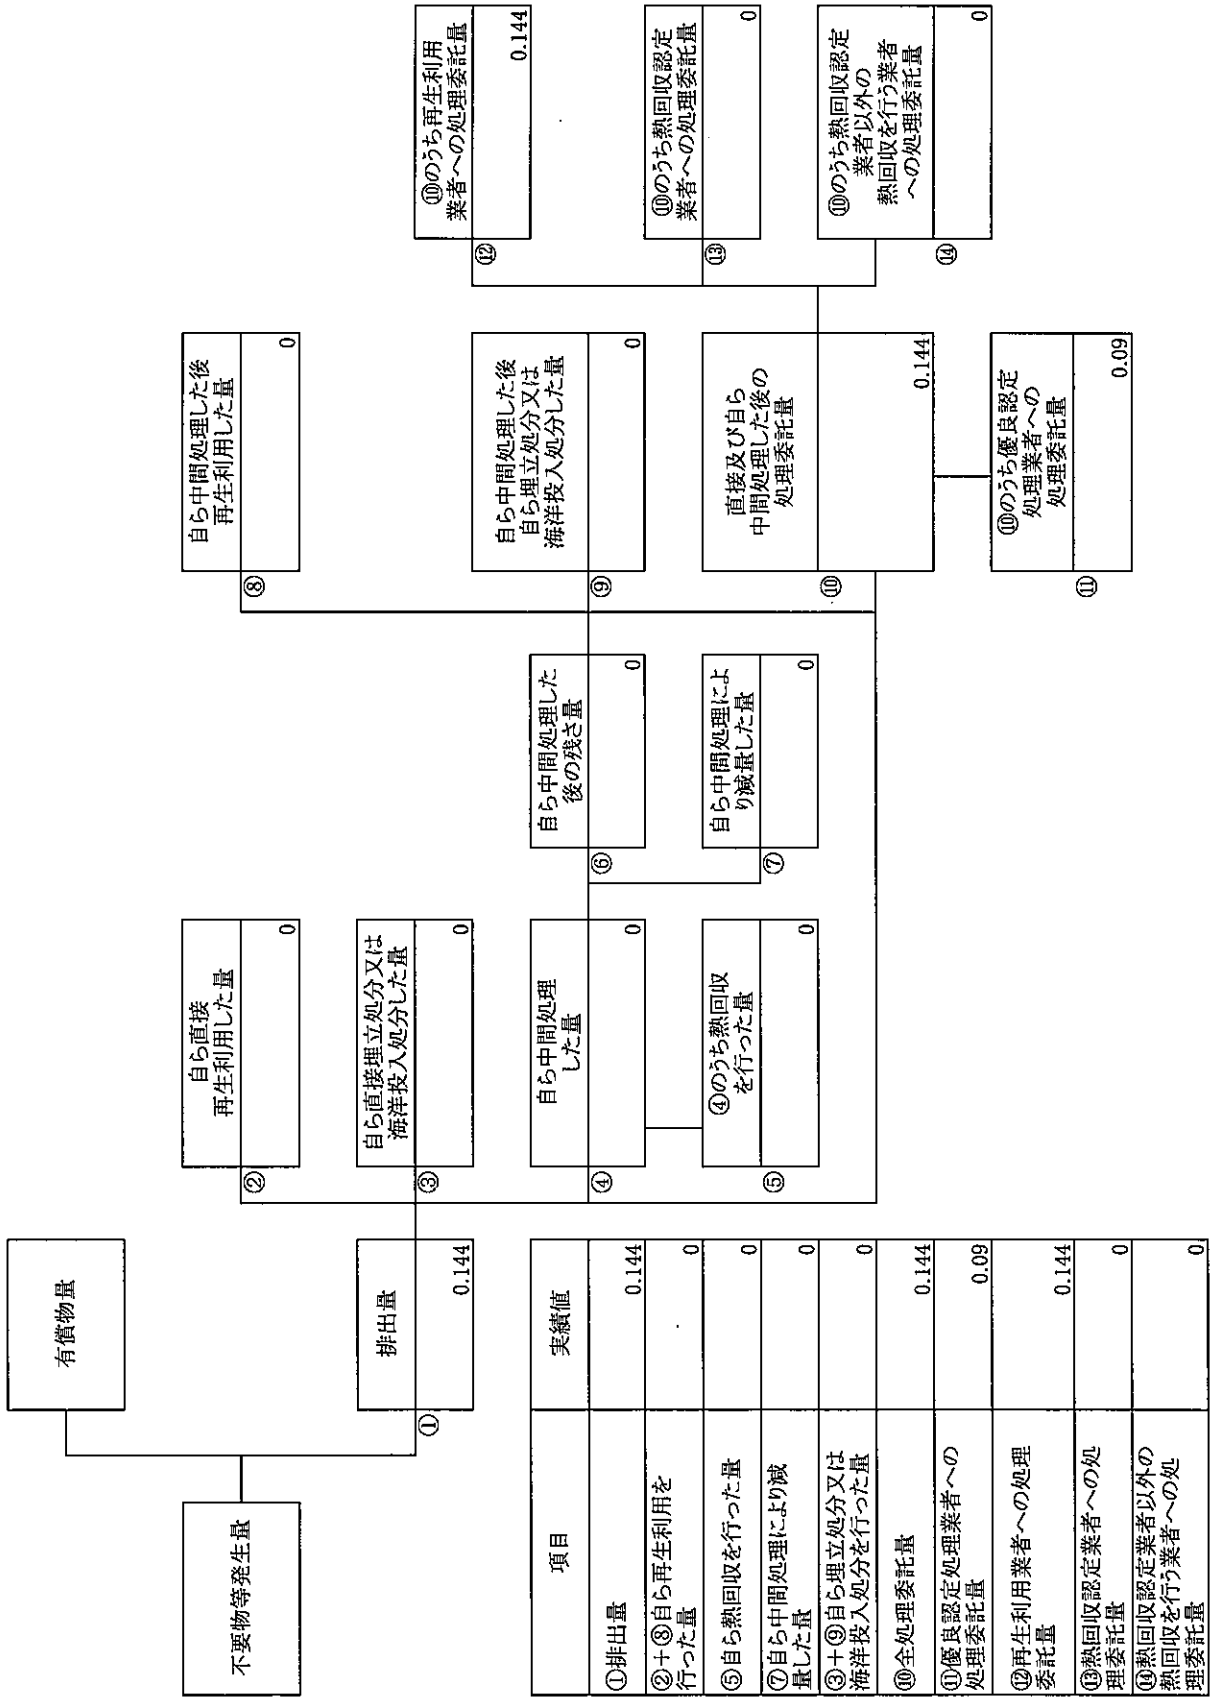 有償物量
不要物等発生量
①
排出量
0.144
②
自ら直接
再生利用した量
0
③
自ら直接埋立処分又は
海洋投入処分した量
0
④
自ら中間処理
した量
0
⑤
④のうち熱回収
を行った量
0
⑥
自ら中間処理した
後の残さ量
0
⑦
自ら中間処理によ
り減量した量
0
⑧
自ら中間処理した後
再生利用した量
0
⑨
自ら中間処理した後
自ら埋立処分又は
海洋投入処分した量
0
⑩
直接及び自ら
中間処理した後の
処理委託量
0.144
⑪
⑩のうち優良認定
処理業者への
処理委託量
0.09
⑫
⑩のうち再生利用
業者への処理委託量
0.144
⑬
⑩のうち熱回収認定
業者への処理委託量
0
⑭
⑩のうち熱回収認定
業者以外の
熱回収を行う業者
への処理委託量
0
項目 実績値
①排出量 0.144
②+⑧自ら再生利用を
行った量 0
⑤自ら熱回収を行った量 0
⑦自ら中間処理により減
量した量 0
③+⑨自ら埋立処分又は
海洋投入処分を行った量 0
⑩全処理委託量 0.144
⑪優良認定処理業者への
処理委託量 0.09
⑫再生利用業者への処理
委託量 0.144
⑬熱回収認定業者への処
理委託量 0
⑭熱回収認定業者以外の
熱回収を行う業者への処
理委託量 0